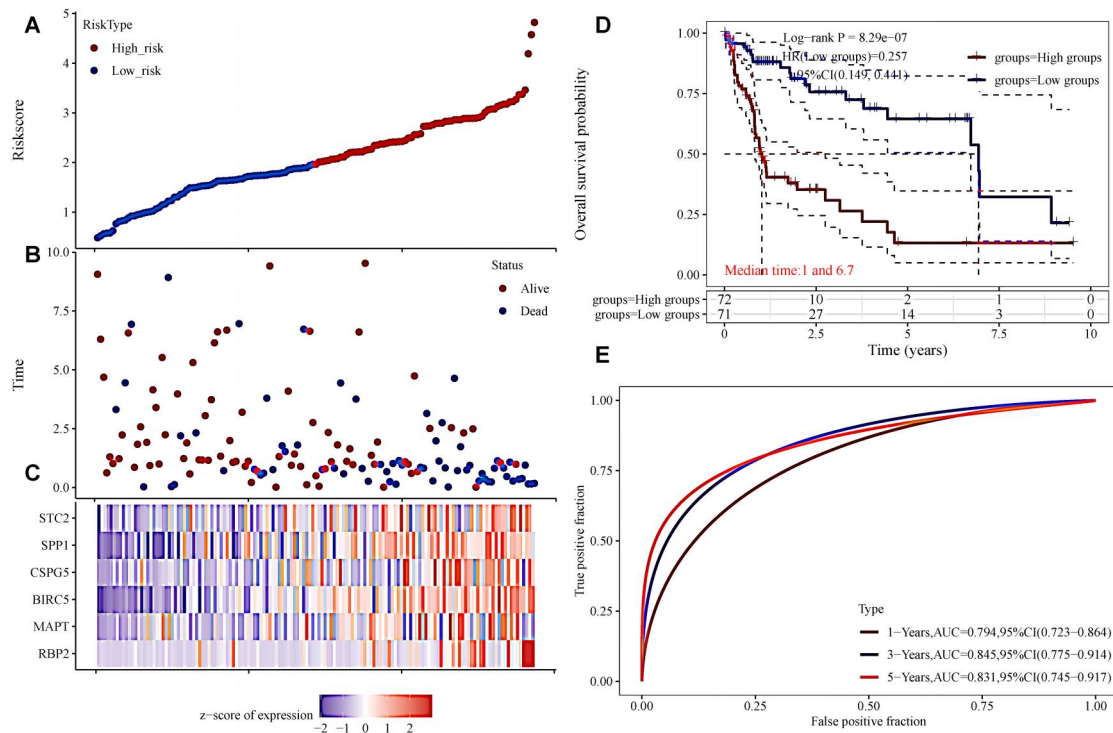 A
RiskType
High_risk
Low_risk
Riskscore
5
4
3
2
1
B
Status
Alive
Dead
Time
10.0
7.5
5.0
2.5
0.0
C
STC2
SPP1
CSPG5
BIRC5
MAPT
RBP2
z-score of expression
−2 −1 0 1 2
D
Log−rank P = 8.29e−07
HR(Low groups)=0.257
95%CI(0.149, 0.441)
groups=High groups
groups=Low groups
Overall survival probability
1.00
0.75
0.50
0.25
0.00
Median time:1 and 6.7
groups=High groups 72 10 2 1 0
groups=Low groups 71 27 14 3 0
0 2.5 5.0 7.5 10
Time (years)
E
True positive fraction
1.00
0.75
0.50
0.25
0.00
Type
1−Years,AUC=0.794,95%CI(0.723−0.864)
3−Years,AUC=0.845,95%CI(0.775−0.914)
5−Years,AUC=0.831,95%CI(0.745−0.917)
0.00 0.25 0.50 0.75 1.00
False positive fraction